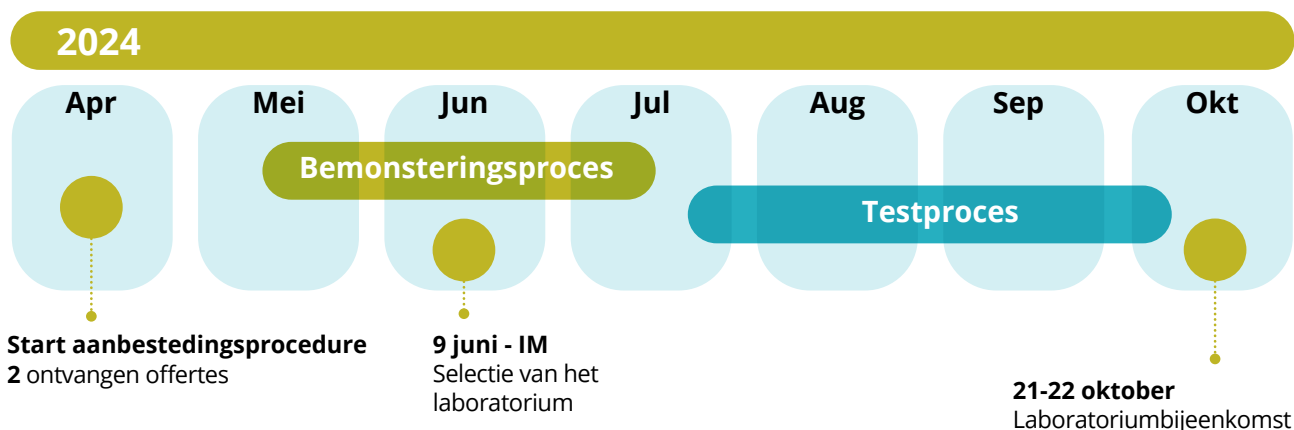 2024
Apr
Mei
Jun
Jul
Aug
Sep
Okt
Bemonsteringsproces
Testproces
Start aanbestedingsprocedure
2 ontvangen offertes
9 juni - IM
Selectie van het
laboratorium
21-22 oktober
Laboratoriumbijeenkomst